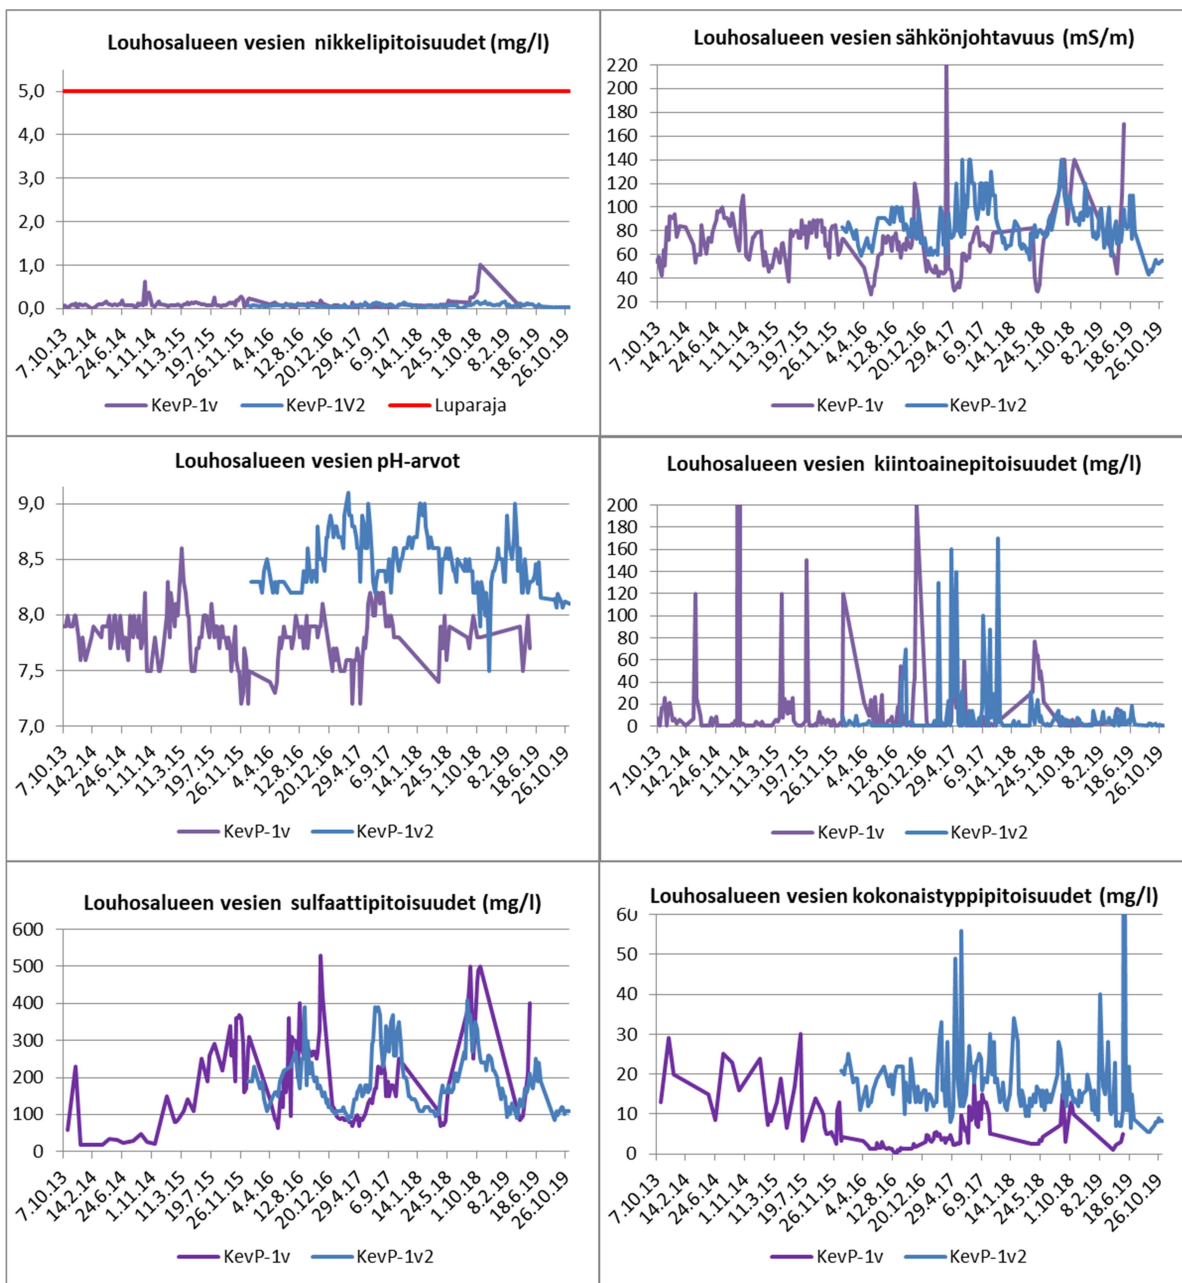 Louhosalueen vesien nikkelipitoisuudet (mg/l)
5,0
4,0
3,0
2,0
1,0
0,0
7.10.13 14.2.14 24.6.14 1.11.14 11.3.15 19.7.15 26.11.15 4.4.16 12.8.16 20.12.16 29.4.17 6.9.17 14.1.18 24.5.18 1.10.18 8.2.19 18.6.19 26.10.19
KevP-1v KevP-1V2 Luparaja
Louhosalueen vesien sähkönjohtavuus (mS/m)
220
200
180
160
140
120
100
80
60
40
20
7.10.13 14.2.14 24.6.14 1.11.14 11.3.15 19.7.15 26.11.15 4.4.16 12.8.16 20.12.16 29.4.17 6.9.17 14.1.18 24.5.18 1.10.18 8.2.19 18.6.19 26.10.19
KevP-1v KevP-1v2
Louhosalueen vesien pH-arvot
9,0
8,5
8,0
7,5
7,0
7.10.13 14.2.14 24.6.14 1.11.14 11.3.15 19.7.15 26.11.15 4.4.16 12.8.16 20.12.16 29.4.17 6.9.17 14.1.18 24.5.18 1.10.18 8.2.19 18.6.19 26.10.19
KevP-1v KevP-1v2
Louhosalueen vesien kiintoainepitoisuudet (mg/l)
200
180
160
140
120
100
80
60
40
20
0
7.10.13 14.2.14 24.6.14 1.11.14 11.3.15 19.7.15 26.11.15 4.4.16 12.8.16 20.12.16 29.4.17 6.9.17 14.1.18 24.5.18 1.10.18 8.2.19 18.6.19 26.10.19
KevP-1v KevP-1v2
Louhosalueen vesien sulfaattipitoisuudet (mg/l)
600
500
400
300
200
100
0
7.10.13 14.2.14 24.6.14 1.11.14 11.3.15 19.7.15 26.11.15 4.4.16 12.8.16 20.12.16 29.4.17 6.9.17 14.1.18 24.5.18 1.10.18 8.2.19 18.6.19 26.10.19
KevP-1v KevP-1v2
Louhosalueen vesien kokonaistyppipitoisuudet (mg/l)
60
50
40
30
20
10
0
7.10.13 14.2.14 24.6.14 1.11.14 11.3.15 19.7.15 26.11.15 4.4.16 12.8.16 20.12.16 29.4.17 6.9.17 14.1.18 24.5.18 1.10.18 8.2.19 18.6.19 26.10.19
KevP-1v KevP-1v2